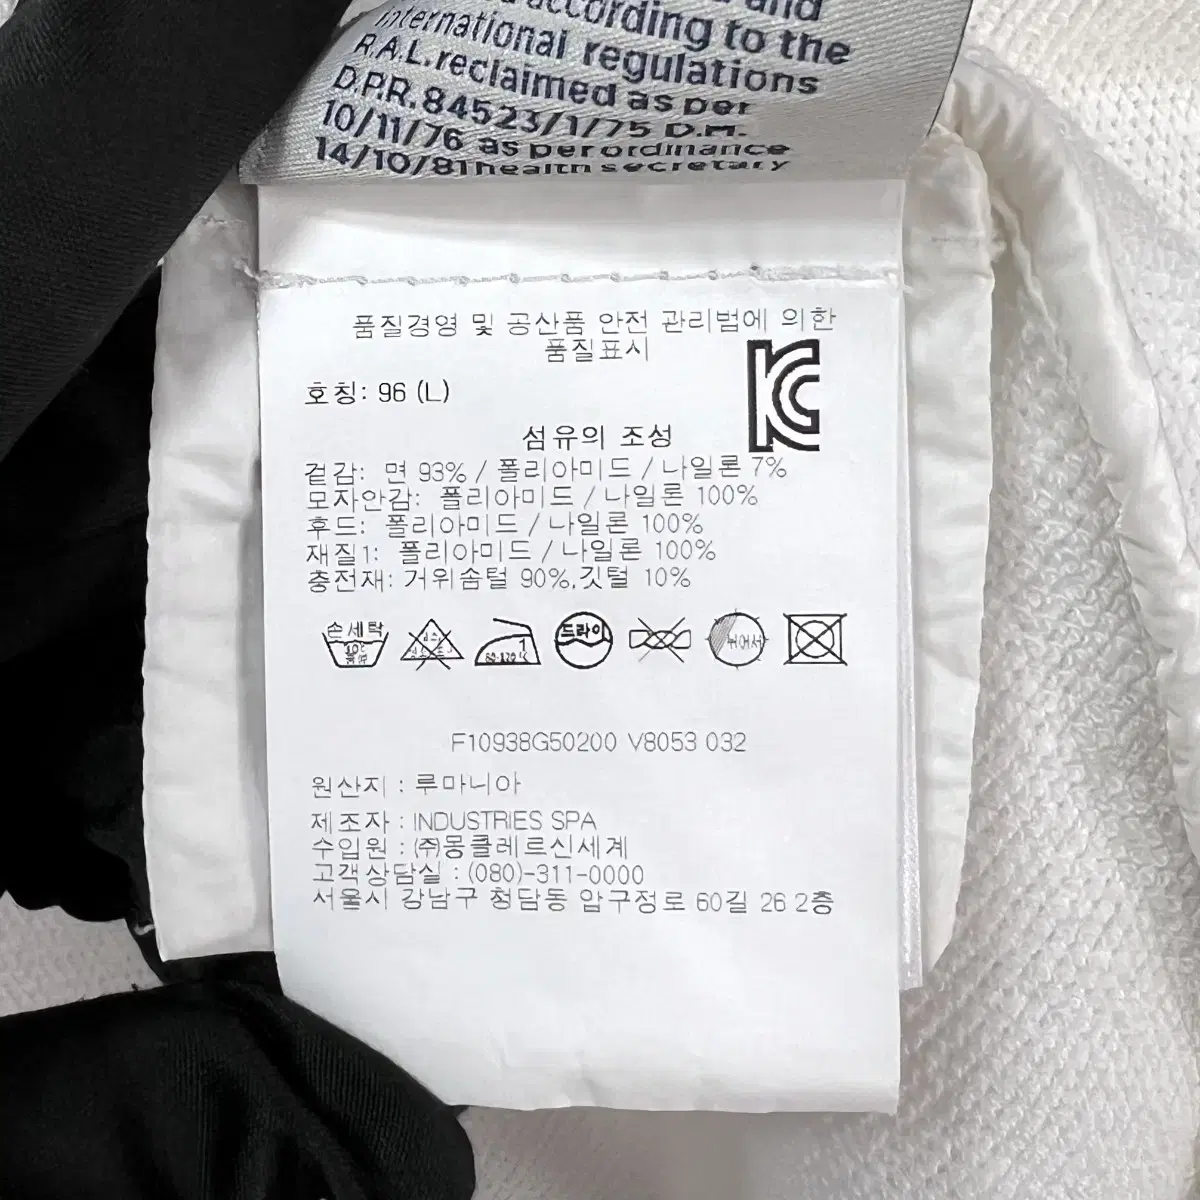 according to the
international regulations
R.A.L. reclaimed as per
D.P.R. 84523/1/75 D.M.
10/11/76 as per ordinance
14/10/81 health secretary
품질경영 및 공산품 안전 관리법에 의한
품질표시
호칭: 96 (L)
섬유의 조성
겉감: 면 93% / 폴리아미드 / 나일론 7%
모자안감: 폴리아미드 / 나일론 100%
후드: 폴리아미드 / 나일론 100%
재질1: 폴리아미드 / 나일론 100%
충전재: 거위솜털 90%,깃털 10%
손세탁
드라이
뉘어서
F10938G50200 V8053 032
원산지 : 루마니아
제조자 : INDUSTRIES SPA
수입원 : ㈜몽클레르신세계
고객상담실 : (080)-311-0000
서울시 강남구 청담동 압구정로 60길 26 2층